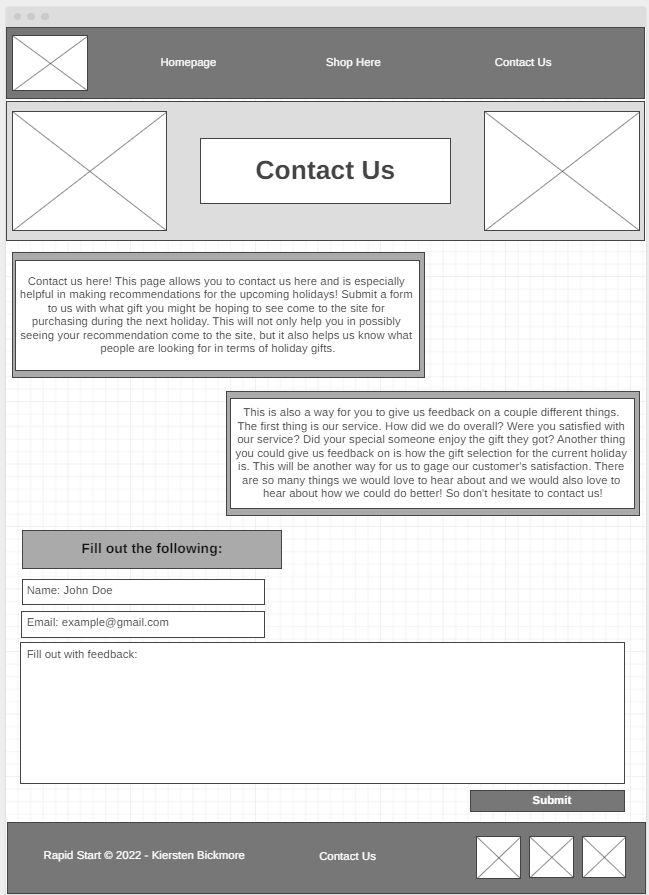 Homepage
Shop Here
Contact Us
Contact Us
Contact us here! This page allows you to contact us here and is especially
helpful in making recommendations for the upcoming holidays! Submit a form
to us with what gift you might be hoping to see come to the site for
purchasing during the next holiday. This will not only help you in possibly
seeing your recommendation come to the site, but it also helps us know what
people are looking for in terms of holiday gifts.
This is also a way for you to give us feedback on a couple different things.
The first thing is our service. How did we do overall? Were you satisfied with
our service? Did your special someone enjoy the gift they got? Another thing
you could give us feedback on is how the gift selection for the current holiday
is. This will be another way for us to gage our customer's satisfaction. There
are so many things we would love to hear about and we would also love to
hear about how we could do better! So don't hesitate to contact us!
Fill out the following:
Name: John Doe
Email: example@gmail.com
Fill out with feedback:
Submit
Rapid Start © 2022 - Kiersten Bickmore
Contact Us